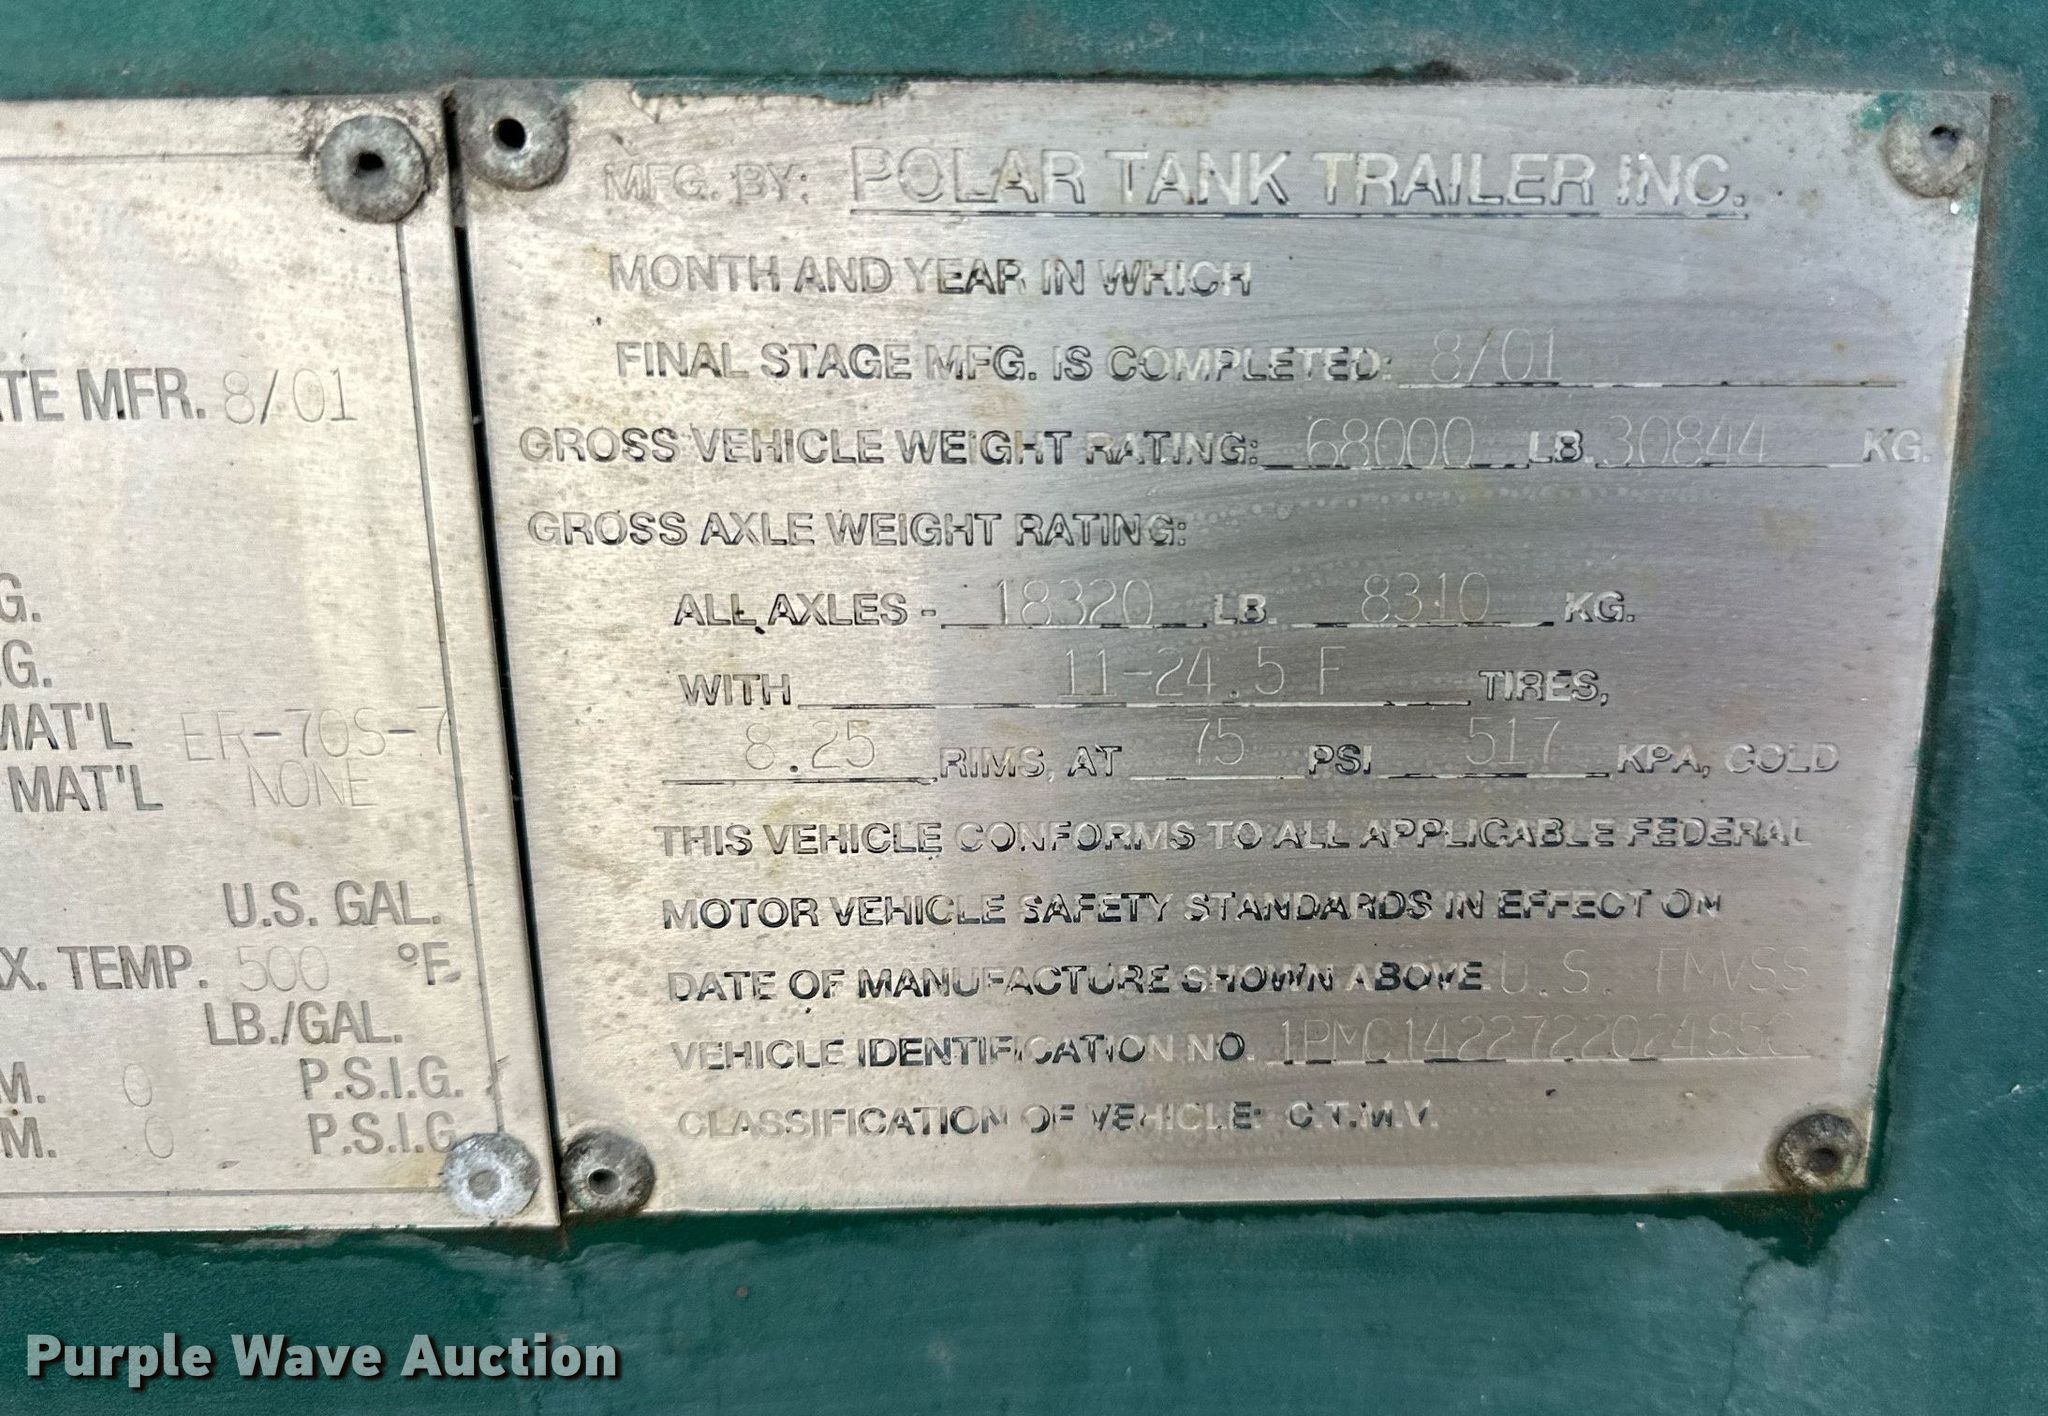 ATE MFR. 8/01
G.
G.
MAT'L ER-70S-7
MAT'L NONE
U.S. GAL.
X. TEMP. 500 °F
LB./GAL.
M. 0 P.S.I.G.
M. 0 P.S.I.G.
MFG. BY: POLAR TANK TRAILER INC.
MONTH AND YEAR IN WHICH
FINAL STAGE MFG. IS COMPLETED: 8/01
GROSS VEHICLE WEIGHT RATING: 68000 LB. 30844 KG.
GROSS AXLE WEIGHT RATING:
ALL AXLES - 18320 LB. 8310 KG.
WITH 11-24.5 F TIRES,
8.25 RIMS, AT 75 PSI 517 KPA, COLD
THIS VEHICLE CONFORMS TO ALL APPLICABLE FEDERAL
MOTOR VEHICLE SAFETY STANDARDS IN EFFECT ON
DATE OF MANUFACTURE SHOWN ABOVE U.S. FMVSS
VEHICLE IDENTIFICATION NO.
CLASSIFICATION OF VEHICLE: C.T.M.V.
Purple Wave Auction